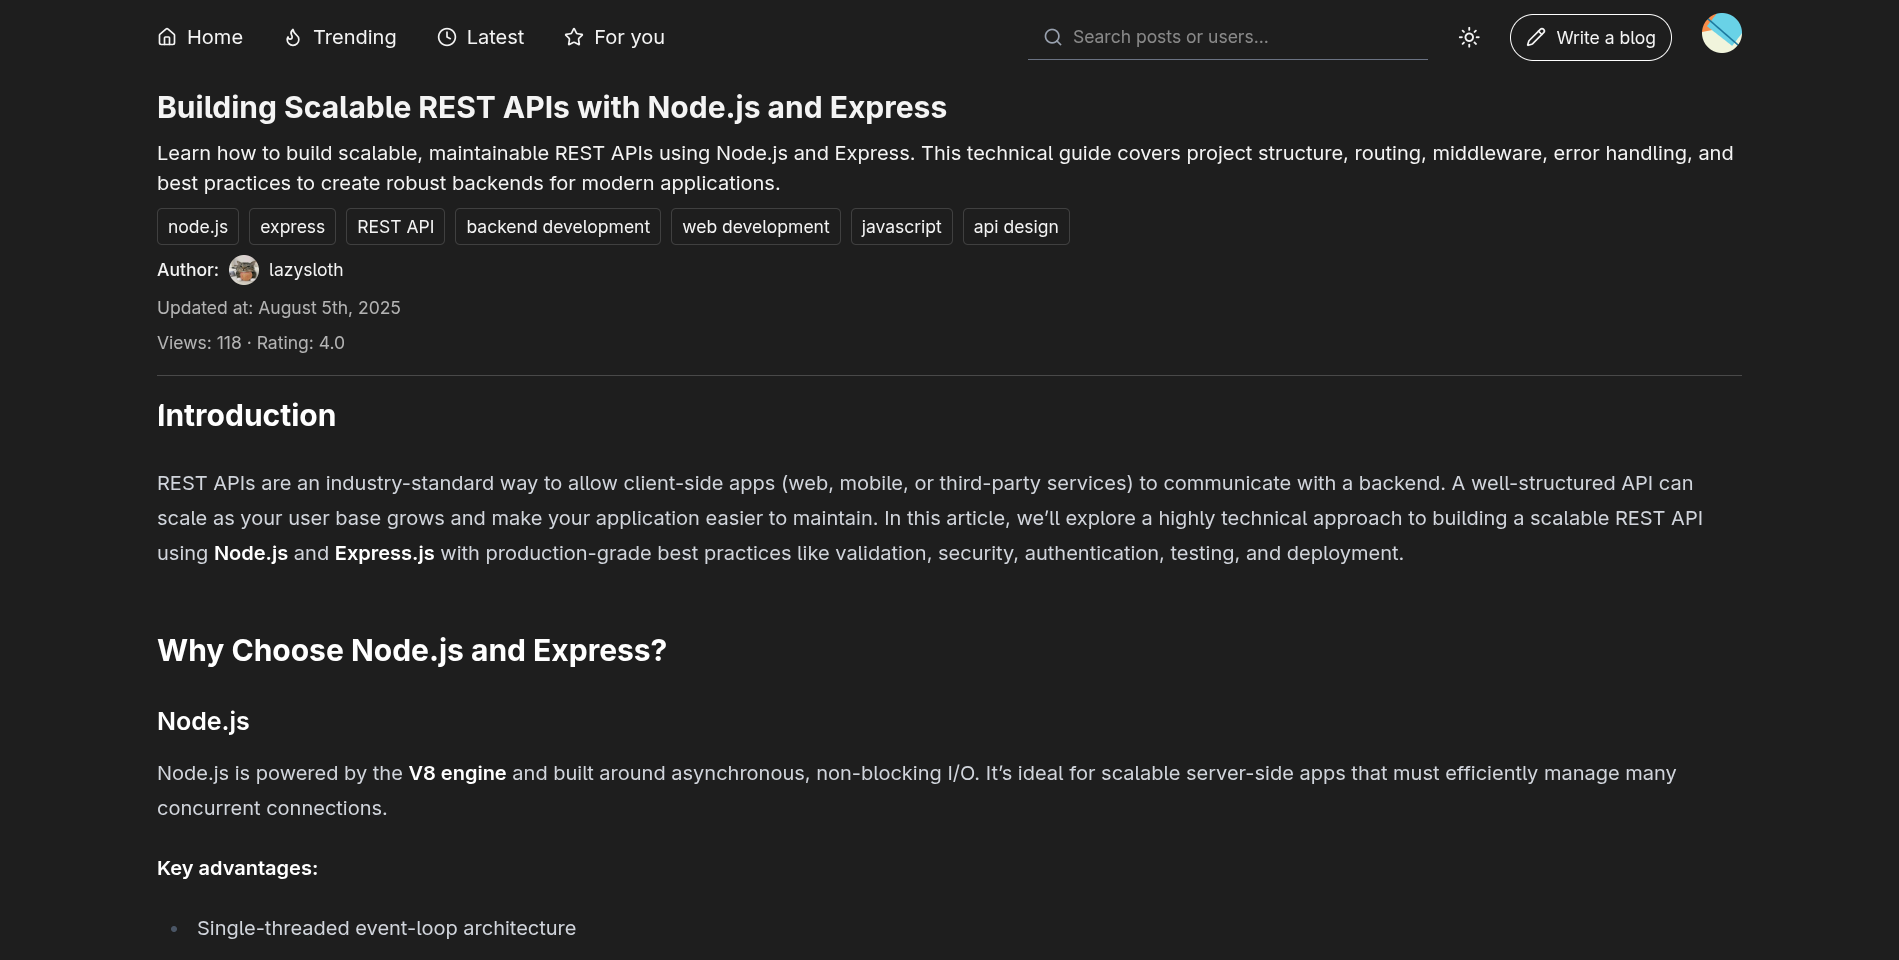 Home Trending Latest For you Search posts or users... Write a blog
Building Scalable REST APIs with Node.js and Express
Learn how to build scalable, maintainable REST APIs using Node.js and Express. This technical guide covers project structure, routing, middleware, error handling, and
best practices to create robust backends for modern applications.
node.js express REST API backend development web development javascript api design
Author: lazysloth
Updated at: August 5th, 2025
Views: 118 · Rating: 4.0
Introduction
REST APIs are an industry-standard way to allow client-side apps (web, mobile, or third-party services) to communicate with a backend. A well-structured API can
scale as your user base grows and make your application easier to maintain. In this article, we’ll explore a highly technical approach to building a scalable REST API
using Node.js and Express.js with production-grade best practices like validation, security, authentication, testing, and deployment.
Why Choose Node.js and Express?
Node.js
Node.js is powered by the V8 engine and built around asynchronous, non-blocking I/O. It’s ideal for scalable server-side apps that must efficiently manage many
concurrent connections.
Key advantages:
• Single-threaded event-loop architecture